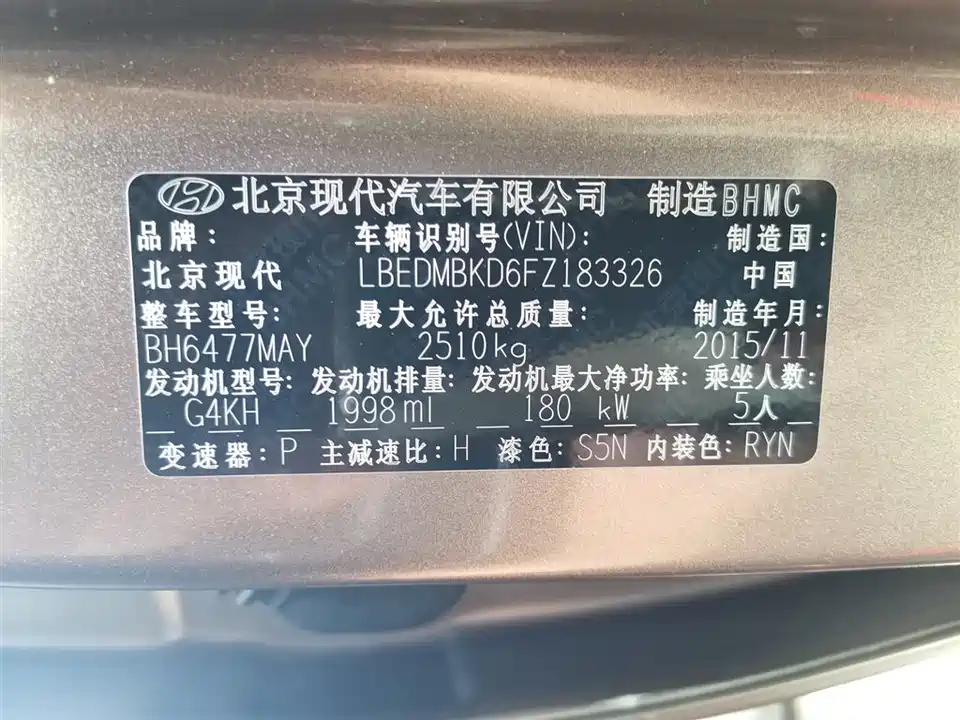 北京现代汽车有限公司 制造BHMC
品牌: 车辆识别号(VIN): 制造国:
北京现代 LBEDMBKD6FZ183326 中国
整车型号: 最大允许总质量: 制造年月:
BH6477MAY 2510kg 2015/11
发动机型号: 发动机排量: 发动机最大净功率: 乘坐人数:
G4KH 1998ml 180 kW 5人
变速器: P 主减速比: H 漆色: S5N 内装色: RYN